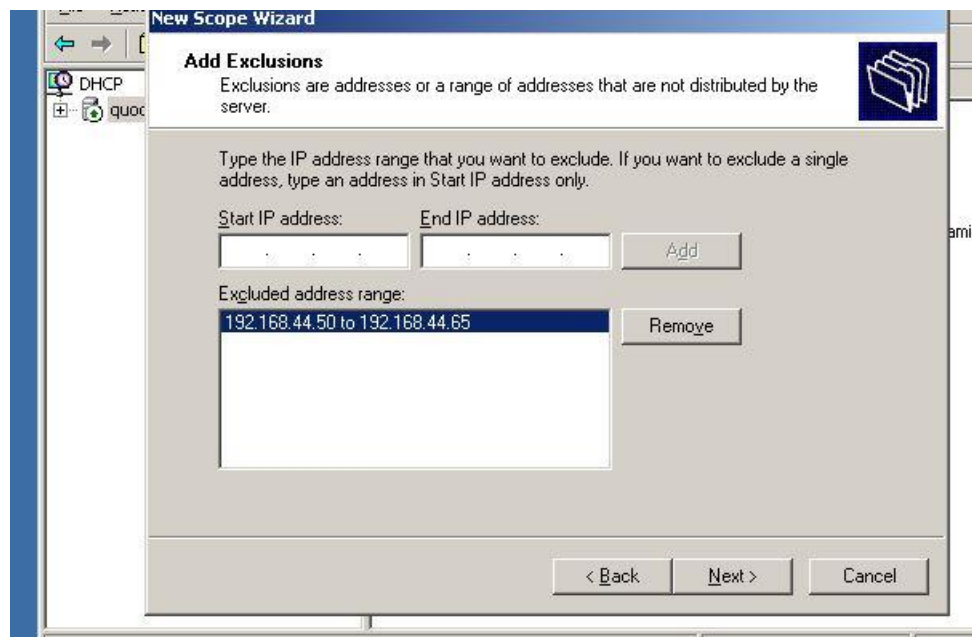 New Scope Wizard
Add Exclusions
Exclusions are addresses or a range of addresses that are not distributed by the
server.
DHCP
quoc
Type the IP address range that you want to exclude. If you want to exclude a single
address, type an address in Start IP address only.
Start IP address:
End IP address:
Add
Excluded address range:
192.168.44.50 to 192.168.44.65
Remove
< Back
Next >
Cancel